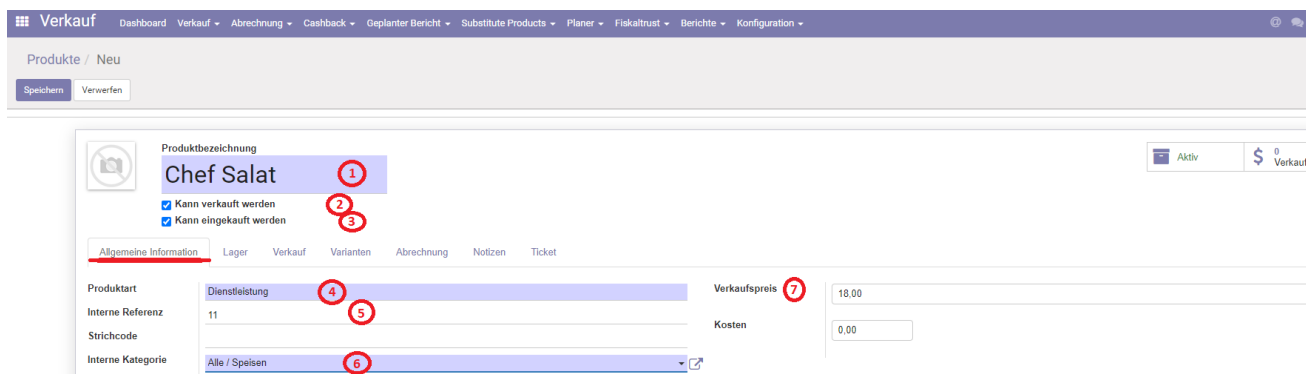 Verkauf Dashboard Verkauf Abrechnung Cashback Geplanter Bericht Substitute Products Planer Fiskaltrust Berichte Konfiguration @
Produkte / Neu
Speichern Verwerfen
Produktbezeichnung
Chef Salat 1
Aktiv $ 0 Verkauf
Kann verkauft werden 2
Kann eingekauft werden 3
Allgemeine Information Lager Verkauf Varianten Abrechnung Notizen Ticket
Produktart Dienstleistung 4 Verkaufspreis 7 18,00
Interne Referenz 11 5
Strichcode Kosten 0,00
Interne Kategorie Alle / Speisen 6